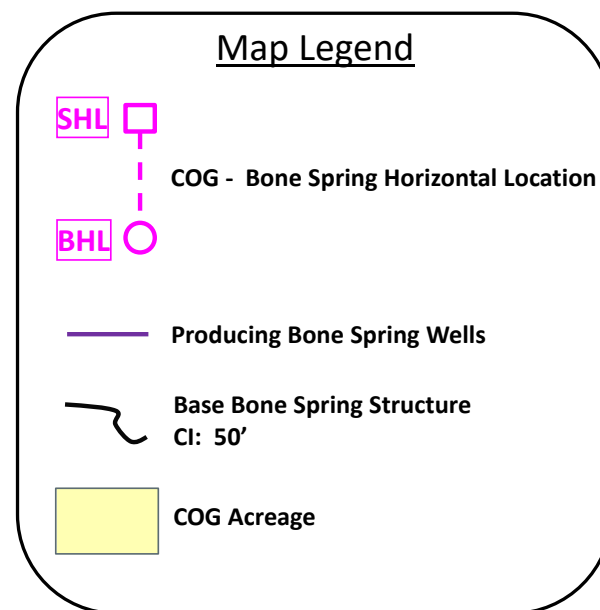 Map Legend
SHL
COG -  Bone Spring Horizontal Location
BHL
Producing Bone Spring Wells
Base Bone Spring Structure
CI:  50’
COG Acreage